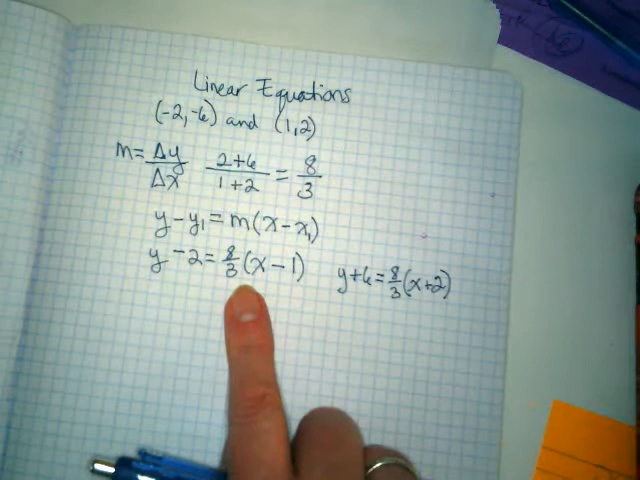 Linear Equations
(-2,-6) and (1,2)
m = Δy/Δx (2+6)/(1+2) = 8/3
y - y₁ = m(x - x₁)
y - 2 = 8/3(x - 1) y+6 = 8/3(x+2)